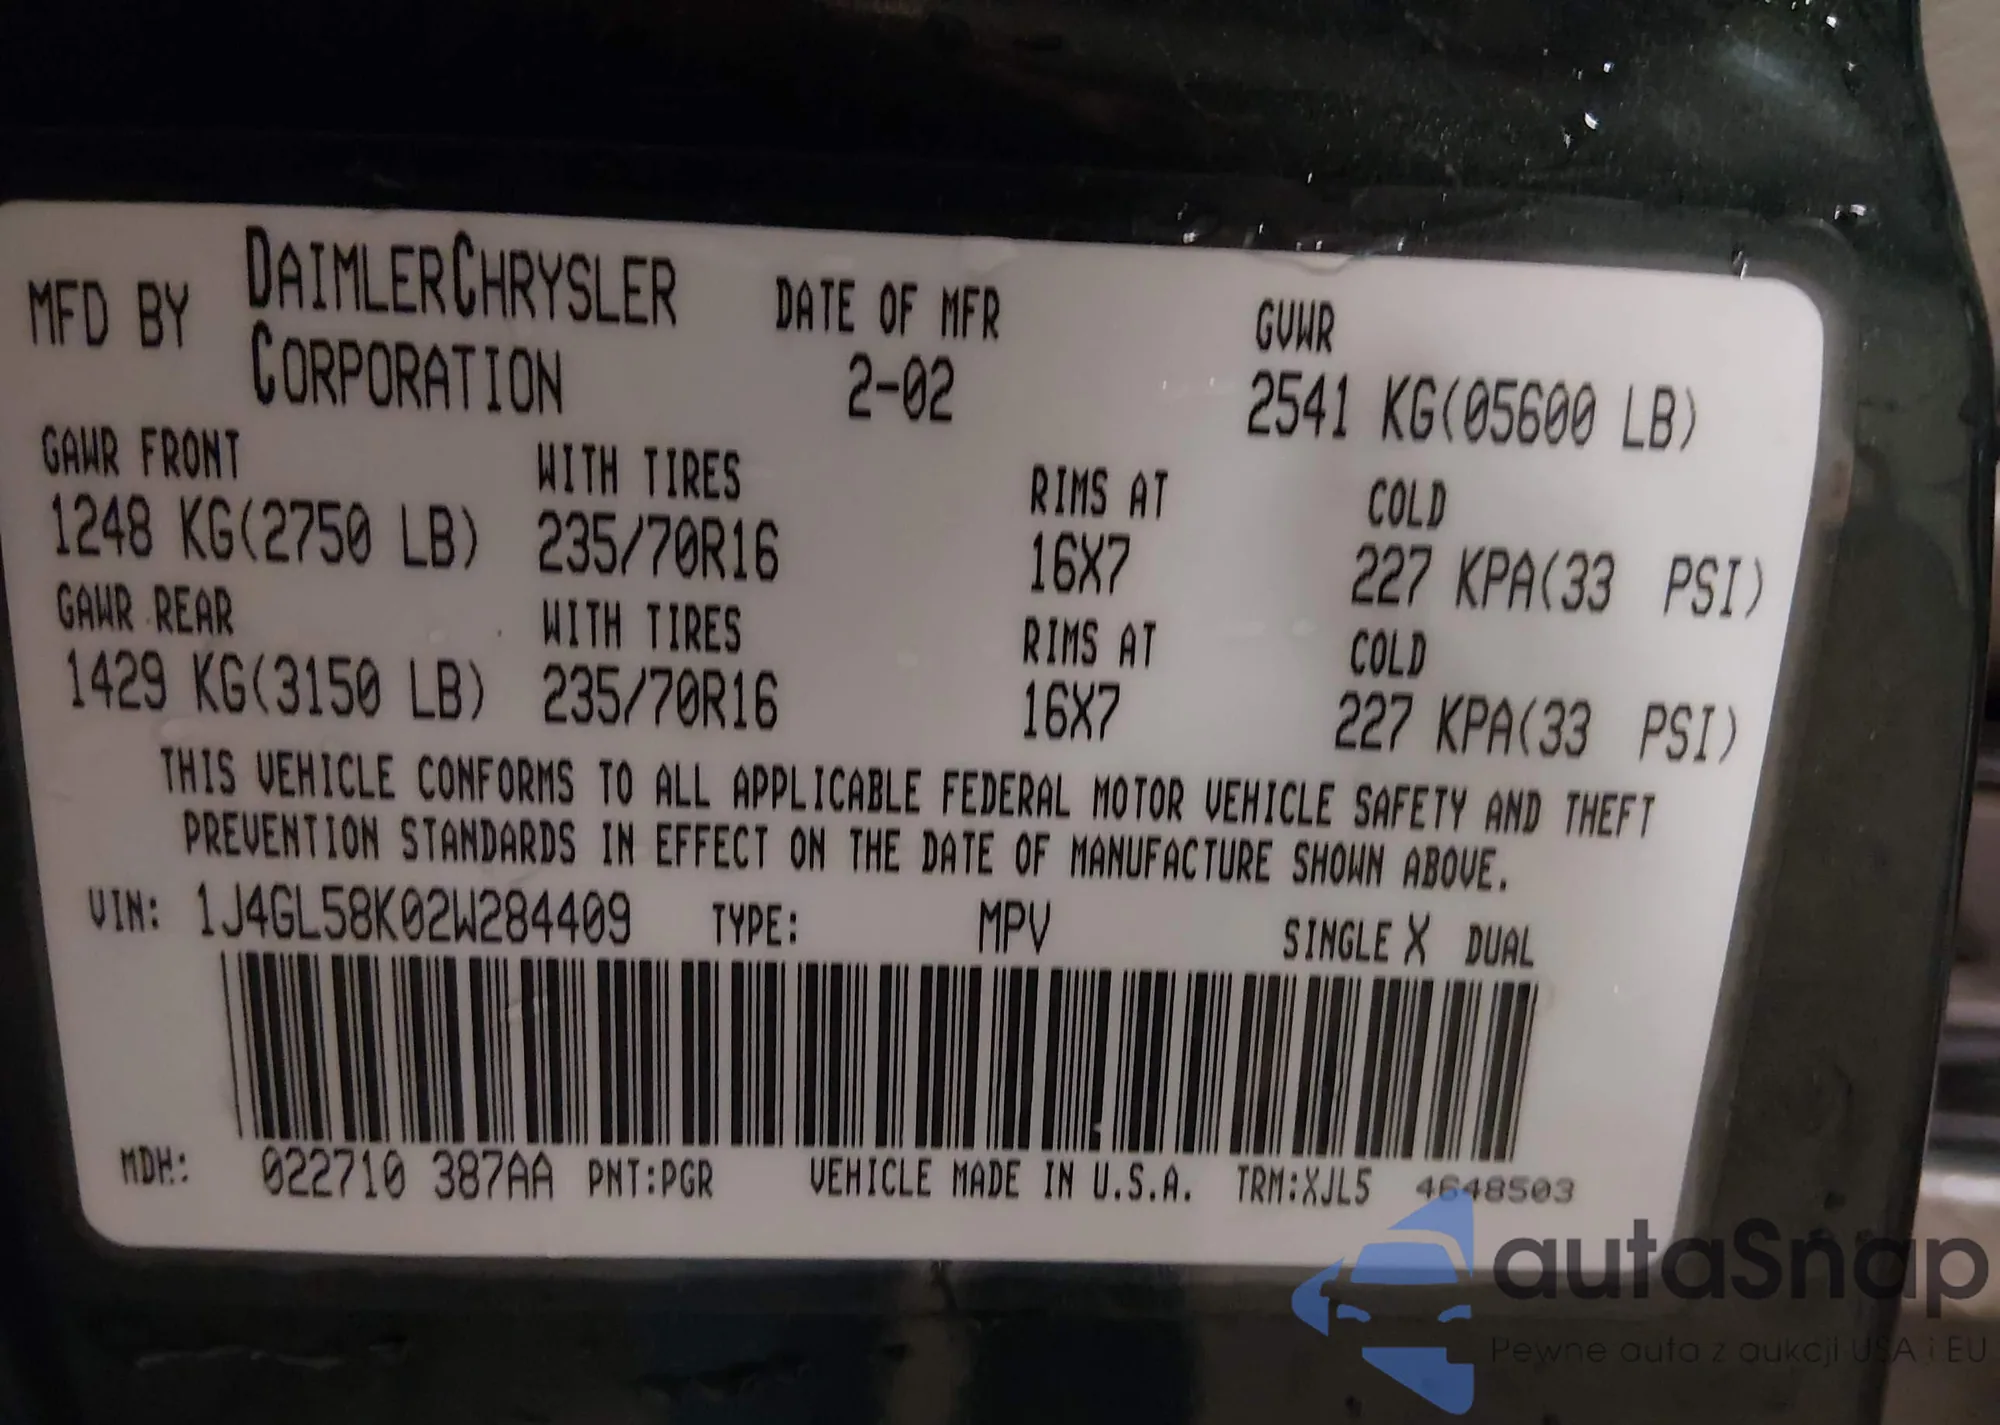 MFD BY DAIMLERCHRYSLER CORPORATION DATE OF MFR 2-02 GVWR 2541 KG(05600 LB)
GAWR FRONT WITH TIRES RIMS AT COLD
1248 KG(2750 LB) 235/70R16 16X7 227 KPA(33 PSI)
GAWR REAR WITH TIRES RIMS AT COLD
1429 KG(3150 LB) 235/70R16 16X7 227 KPA(33 PSI)
THIS VEHICLE CONFORMS TO ALL APPLICABLE FEDERAL MOTOR VEHICLE SAFETY AND THEFT
PREVENTION STANDARDS IN EFFECT ON THE DATE OF MANUFACTURE SHOWN ABOVE.
VIN: 1J4GL58K02W284409 TYPE: MPV SINGLE X DUAL
MDH: 022710 387AA PNT:PGR VEHICLE MADE IN U.S.A. TRM:XJL5 4648503
autaSnap
Pewne auta z aukcji USA i EU